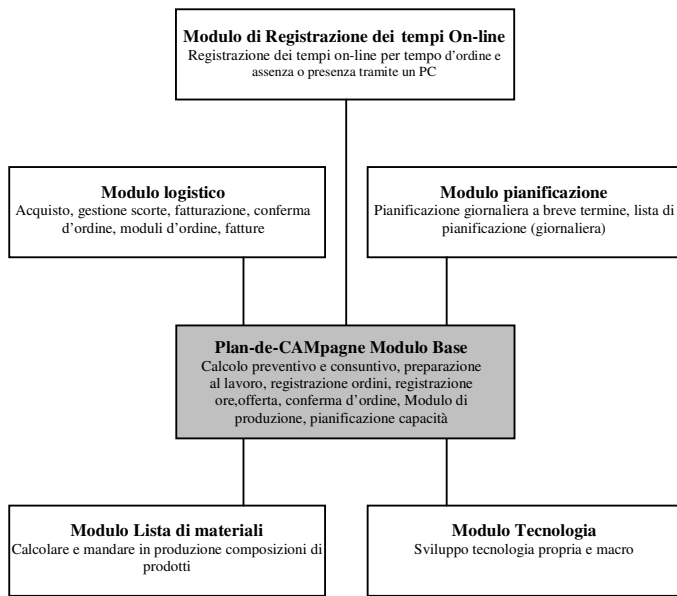 Modulo di Registrazione dei tempi On-line
Registrazione dei tempi on-line per tempo d'ordine e
assenza o presenza tramite un PC
Modulo logistico
Acquisto, gestione scorte, fatturazione, conferma
d'ordine, moduli d'ordine, fatture
Modulo pianificazione
Pianificazione giornaliera a breve termine, lista di
pianificazione (giornaliera)
Plan-de-CAMpagne Modulo Base
Calcolo preventivo e consuntivo, preparazione
al lavoro, registrazione ordini, registrazione
ore,offerta, conferma d'ordine, Modulo di
produzione, pianificazione capacità
Modulo Lista di materiali
Calcolare e mandare in produzione composizioni di
prodotti
Modulo Tecnologia
Sviluppo tecnologia propria e macro